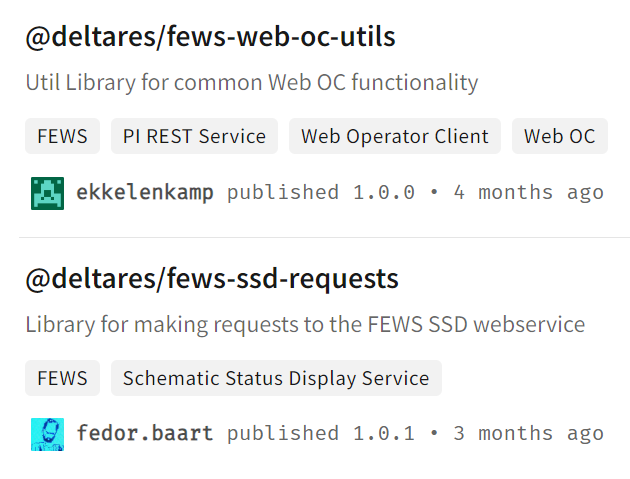 @deltares/fews-web-oc-utils
Util Library for common Web OC functionality
FEWS PI REST Service Web Operator Client Web OC
ekkelenkamp published 1.0.0 • 4 months ago
@deltares/fews-ssd-requests
Library for making requests to the FEWS SSD webservice
FEWS Schematic Status Display Service
fedor.baart published 1.0.1 • 3 months ago